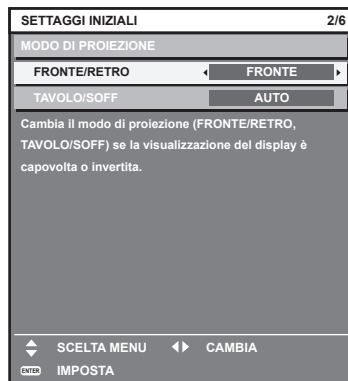 SETTAGGI INIZIALI 2/6
MODO DI PROIEZIONE
FRONTE/RETRO FRONTE
TAVOLO/SOFF AUTO
Cambia il modo di proiezione (FRONTE/RETRO,
TAVOLO/SOFF) se la visualizzazione del display è
capovolta o invertita.
SCELTA MENU CAMBIA
ENTER IMPOSTA